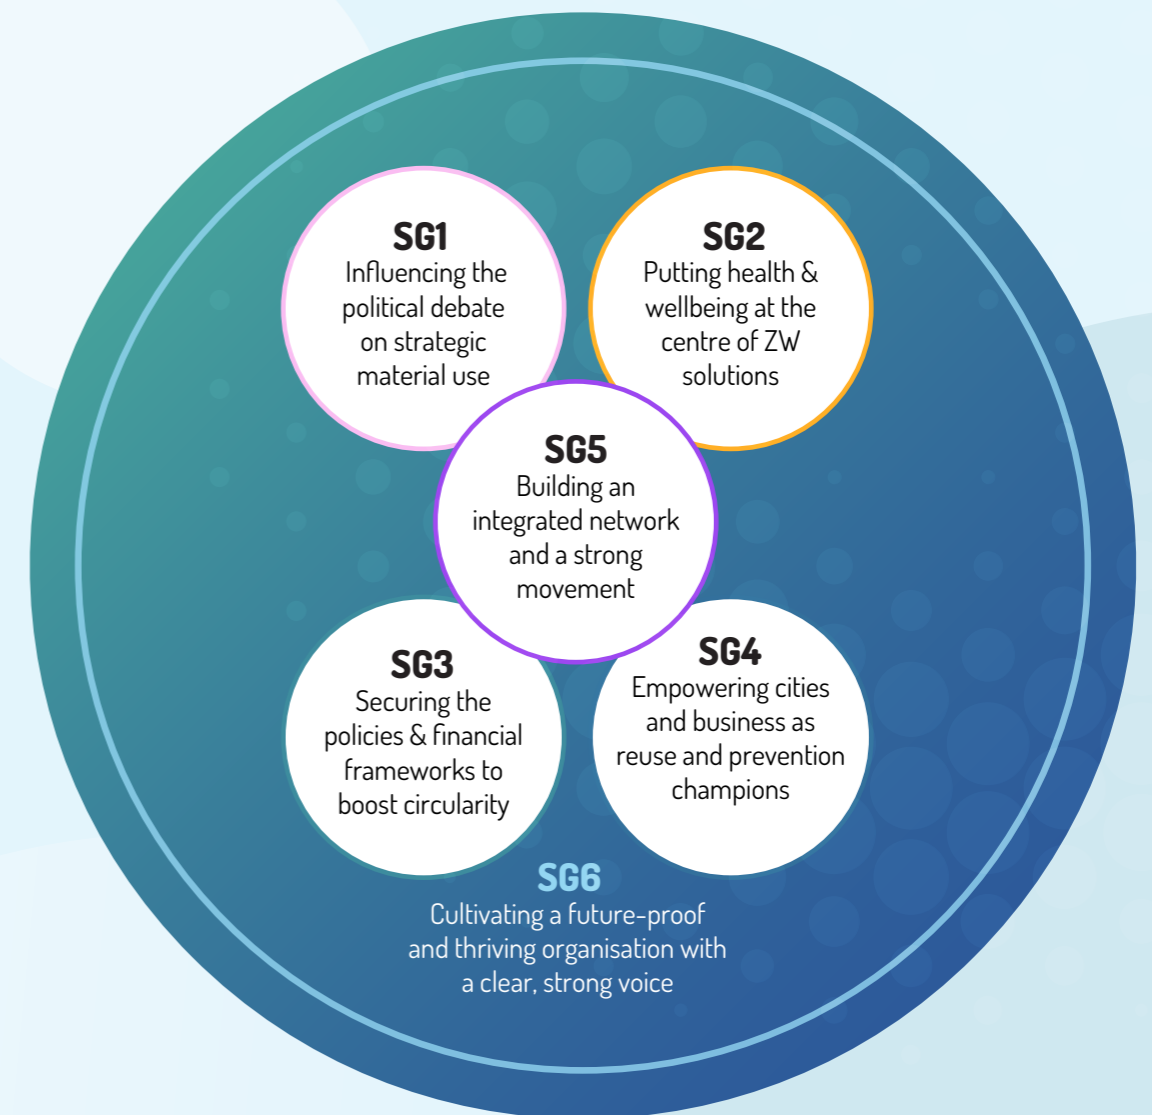 SG1
Influencing the
political debate
on strategic
material use
SG2
Putting health &
wellbeing at the
centre of ZW
solutions
SG5
Building an
integrated network
and a strong
movement
SG3
Securing the
policies & financial
frameworks to
boost circularity
SG4
Empowering cities
and business as
reuse and prevention
champions
SG6
Cultivating a future-proof
and thriving organisation with
a clear, strong voice